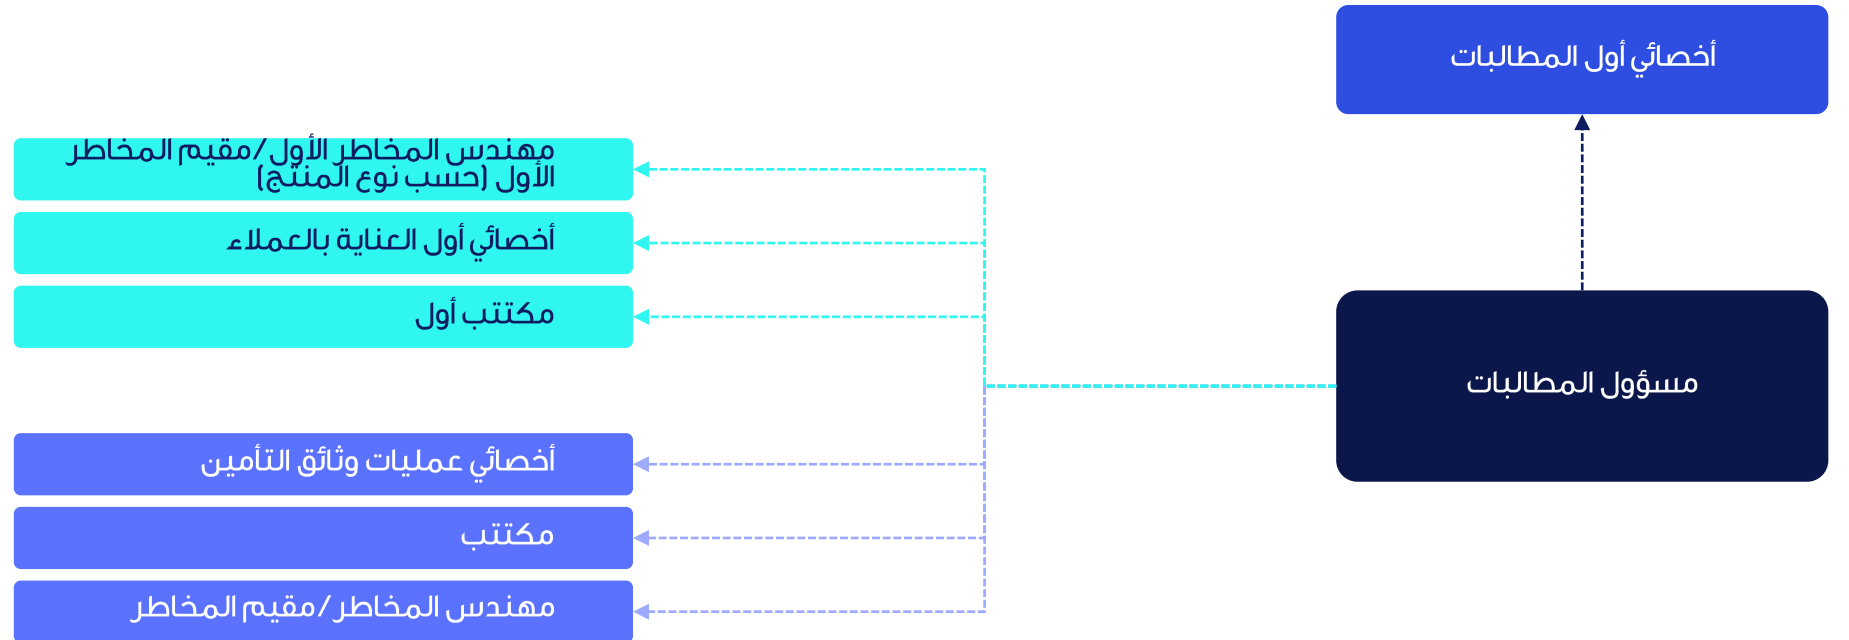 أخصائي أول المطالبات
مسؤول المطالبات
مهندس المخاطر الأول/مقيم المخاطر
الأول (حسب نوع المنتج)
أخصائي أول العناية بالعملاء
مكتتب أول
أخصائي عمليات وثائق التأمين
مكتتب
مهندس المخاطر/مقيم المخاطر